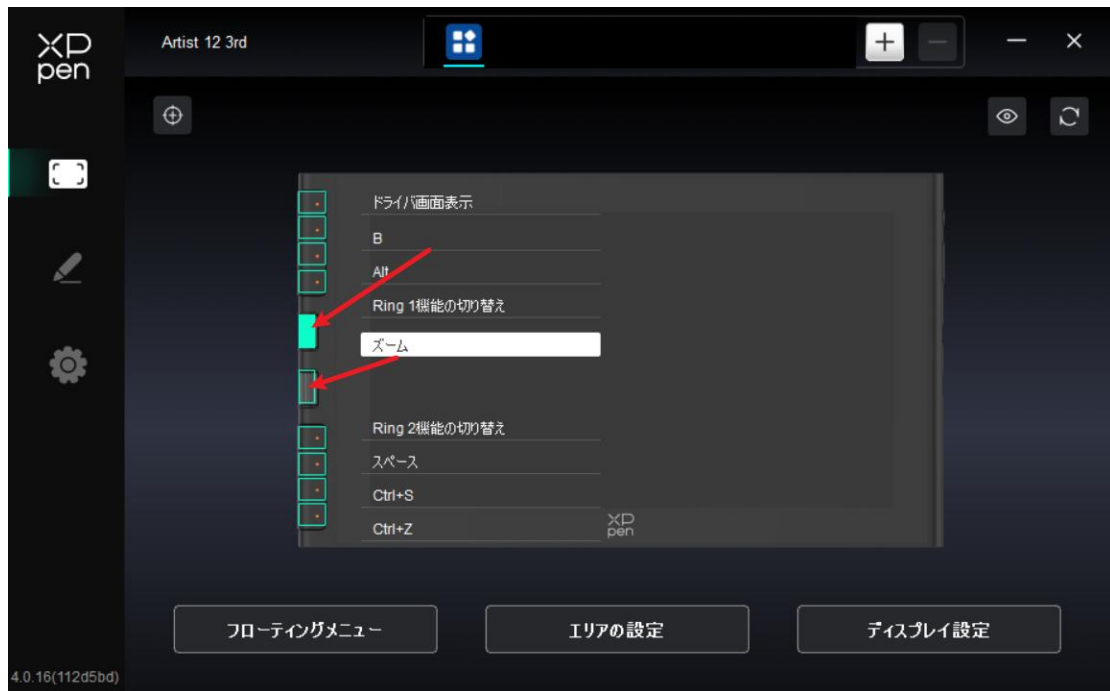 XP
pen
Artist 12 3rd
ドライバ画面表示
B
Alt
Ring 1機能の切り替え
ズーム
Ring 2機能の切り替え
スペース
Ctrl+S
Ctrl+Z
XP
pen
フローティングメニュー
エリアの設定
ディスプレイ設定
4.0.16(112d5bd)